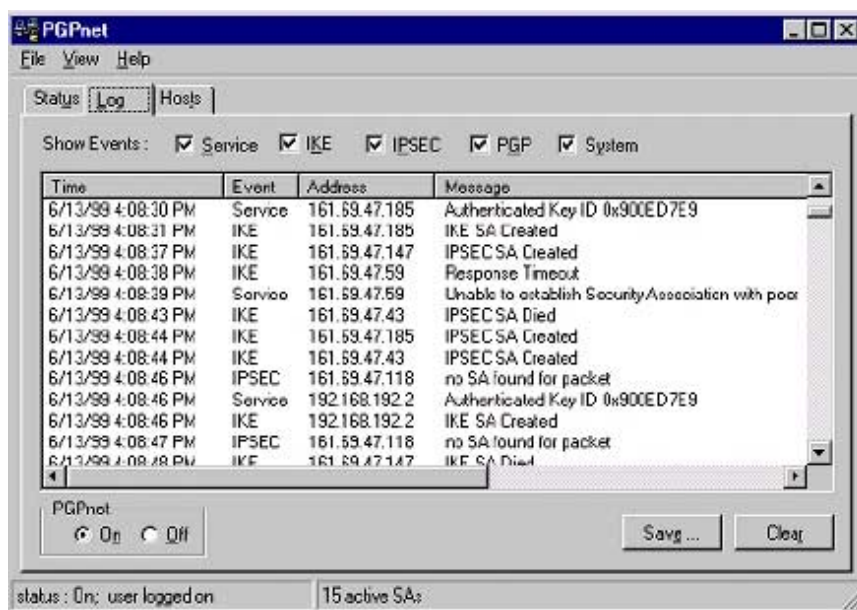 PGPnet
File View Help
Status Log Hosts
Show Events: Service IKE IPSEC PGP System
Time Event Address Message
6/13/99 4:08:30 PM Service 161.69.47.185 Authenticated Key ID 0x900ED7E9
6/13/99 4:08:31 PM IKE 161.69.47.185 IKE SA Created
6/13/99 4:08:37 PM IKE 161.69.47.147 IPSEC SA Created
6/13/99 4:08:38 PM IKE 161.69.47.59 Response Timeout
6/13/99 4:08:39 PM Service 161.69.47.59 Unable to establish Security Association with peer
6/13/99 4:08:43 PM IKE 161.69.47.43 IPSEC SA Died
6/13/99 4:08:44 PM IKE 161.69.47.185 IPSEC SA Created
6/13/99 4:08:44 PM IKE 161.69.47.43 IPSEC SA Created
6/13/99 4:08:46 PM IPSEC 161.69.47.118 no SA found for packet
6/13/99 4:08:46 PM Service 192.168.192.2 Authenticated Key ID 0x900ED7E9
6/13/99 4:08:46 PM IKE 192.168.192.2 IKE SA Created
6/13/99 4:08:47 PM IPSEC 161.69.47.118 no SA found for packet
6/13/99 4:08:48 PM IKE 161.69.47.147 IKE SA Died
PGPnet
On Off
Save ... Clear
status : On; user logged on 15 active SAs